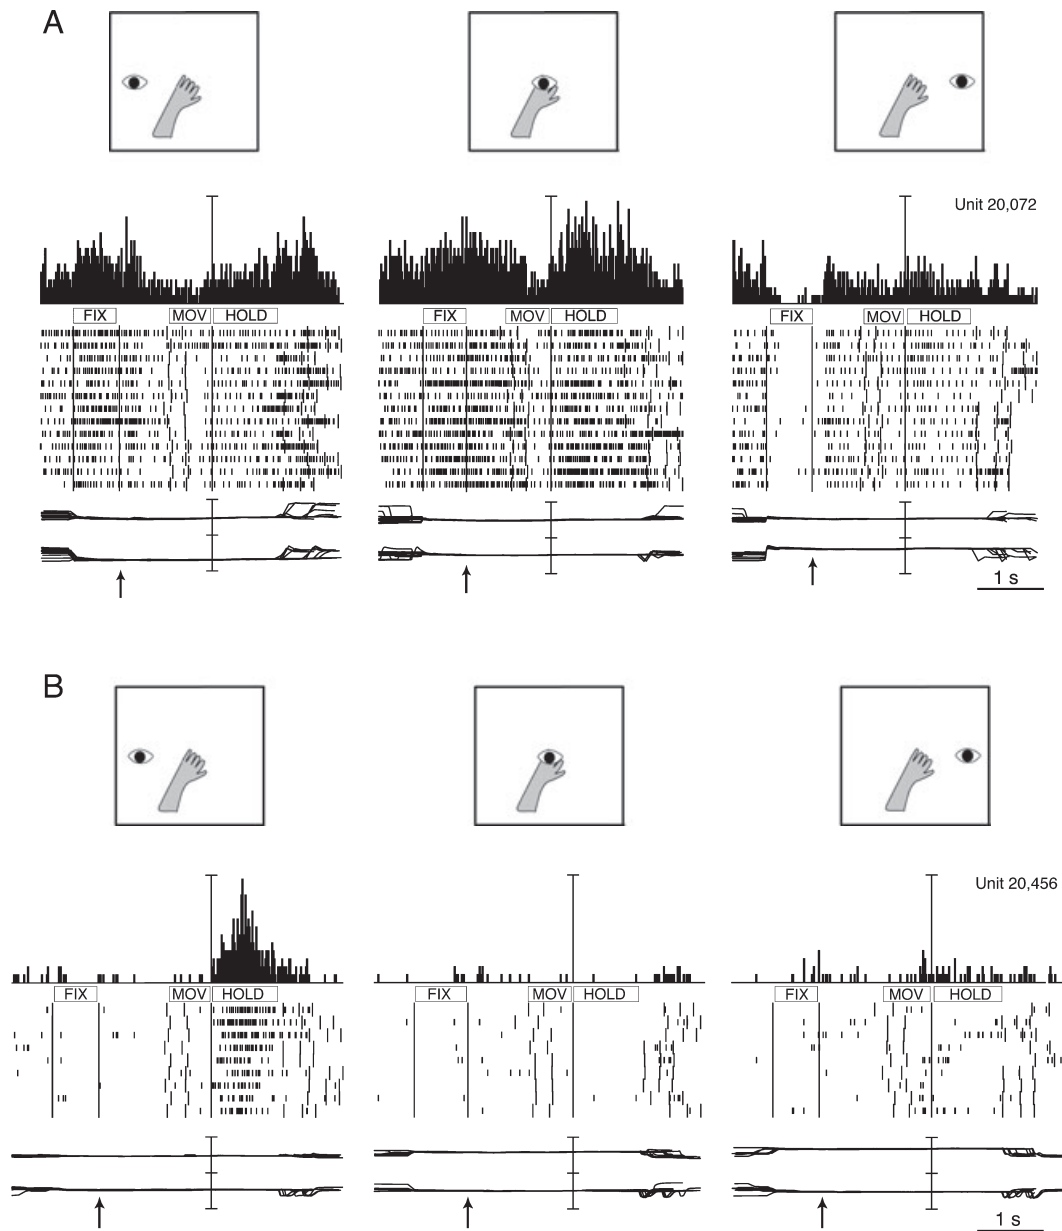 A
Unit 20,072
FIX MOV HOLD FIX MOV HOLD FIX MOV HOLD
1 s
B
Unit 20,456
FIX MOV HOLD FIX MOV HOLD FIX MOV HOLD
1 s